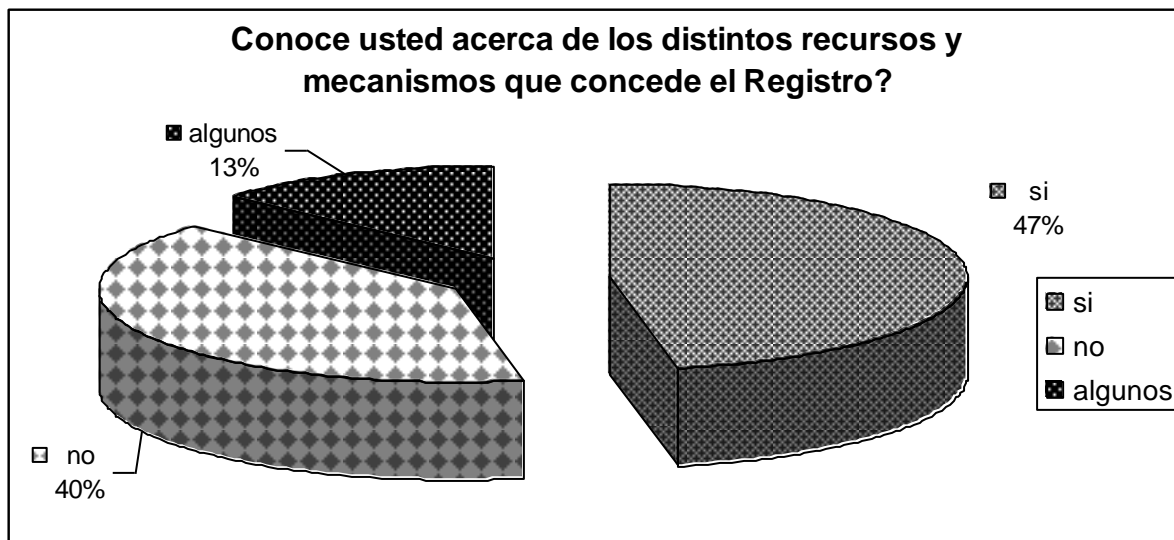 Conoce usted acerca de los distintos recursos y
mecanismos que concede el Registro?
algunos
13%
si
47%
si
no
algunos
no
40%